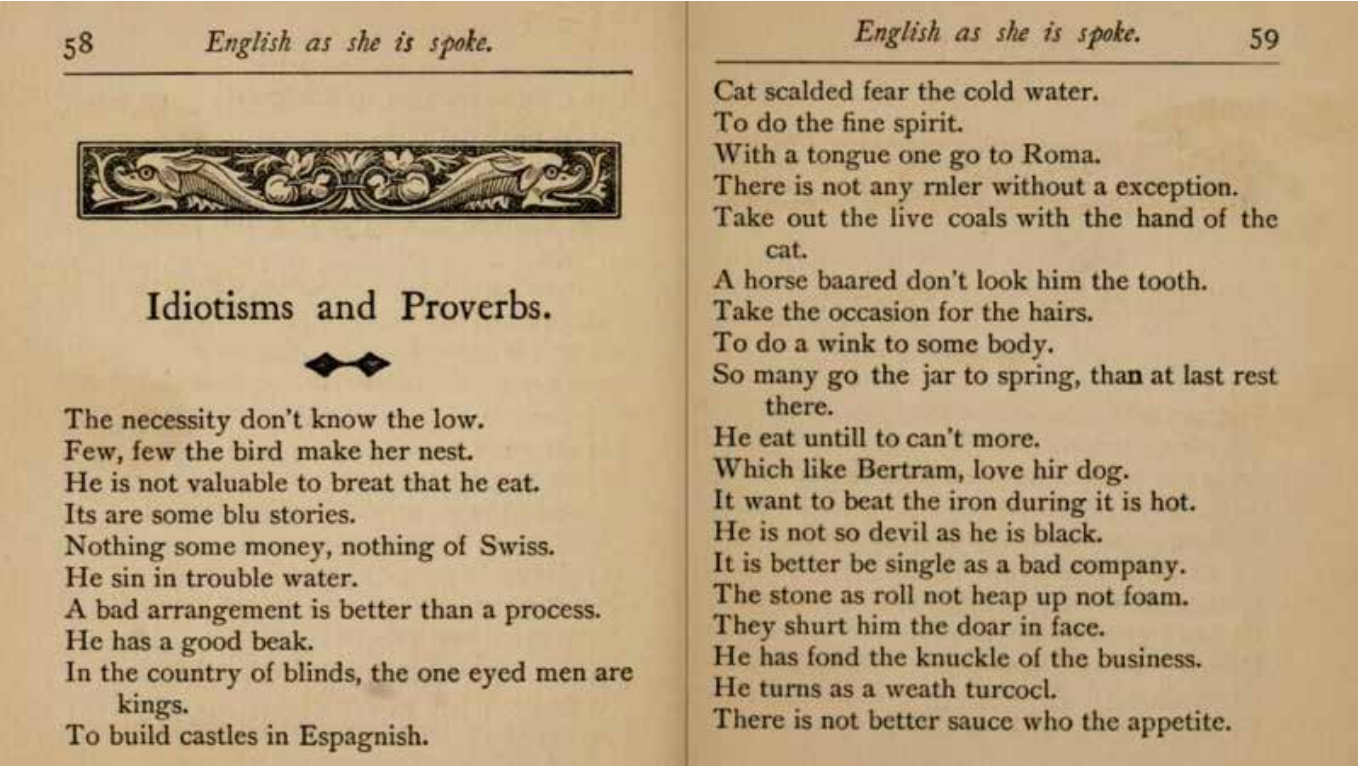 58 English as she is spoke.
Idiotisms and Proverbs.
The necessity don't know the low.
Few, few the bird make her nest.
He is not valuable to breat that he eat.
Its are some blu stories.
Nothing some money, nothing of Swiss.
He sin in trouble water.
A bad arrangement is better than a process.
He has a good beak.
In the country of blinds, the one eyed men are
kings.
To build castles in Espagnish.
English as she is spoke. 59
Cat scalded fear the cold water.
To do the fine spirit.
With a tongue one go to Roma.
There is not any rnler without a exception.
Take out the live coals with the hand of the
cat.
A horse baared don't look him the tooth.
Take the occasion for the hairs.
To do a wink to some body.
So many go the jar to spring, than at last rest
there.
He eat untill to can't more.
Which like Bertram, love hir dog.
It want to beat the iron during it is hot.
He is not so devil as he is black.
It is better be single as a bad company.
The stone as roll not heap up not foam.
They shurt him the doar in face.
He has fond the knuckle of the business.
He turns as a weath turcocl.
There is not better sauce who the appetite.